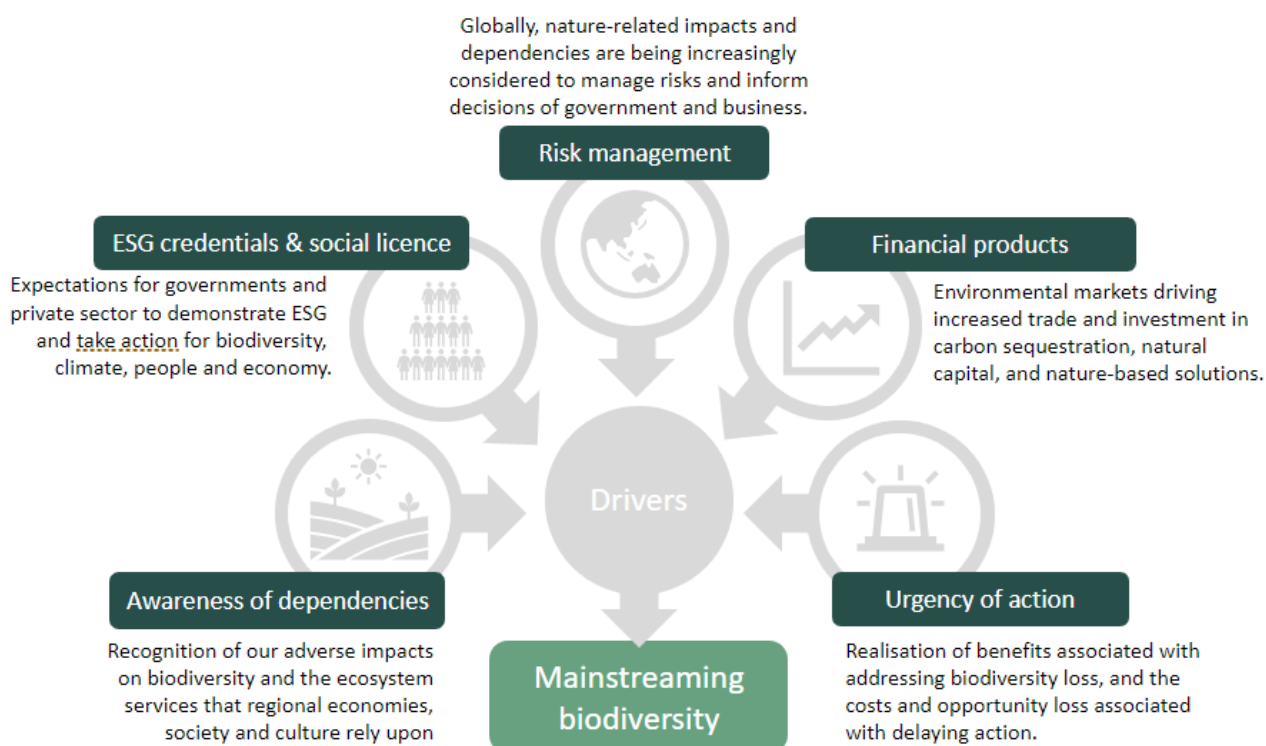 Globally, nature-related impacts and
dependencies are being increasingly
considered to manage risks and inform
decisions of government and business.
Risk management
ESG credentials & social licence
Expectations for governments and
private sector to demonstrate ESG
and take action for biodiversity,
climate, people and economy.
Financial products
Environmental markets driving
increased trade and investment in
carbon sequestration, natural
capital, and nature-based solutions.
Drivers
Awareness of dependencies
Recognition of our adverse impacts
on biodiversity and the ecosystem
services that regional economies,
society and culture rely upon
Urgency of action
Realisation of benefits associated with
addressing biodiversity loss, and the
costs and opportunity loss associated
with delaying action.
Mainstreaming
biodiversity